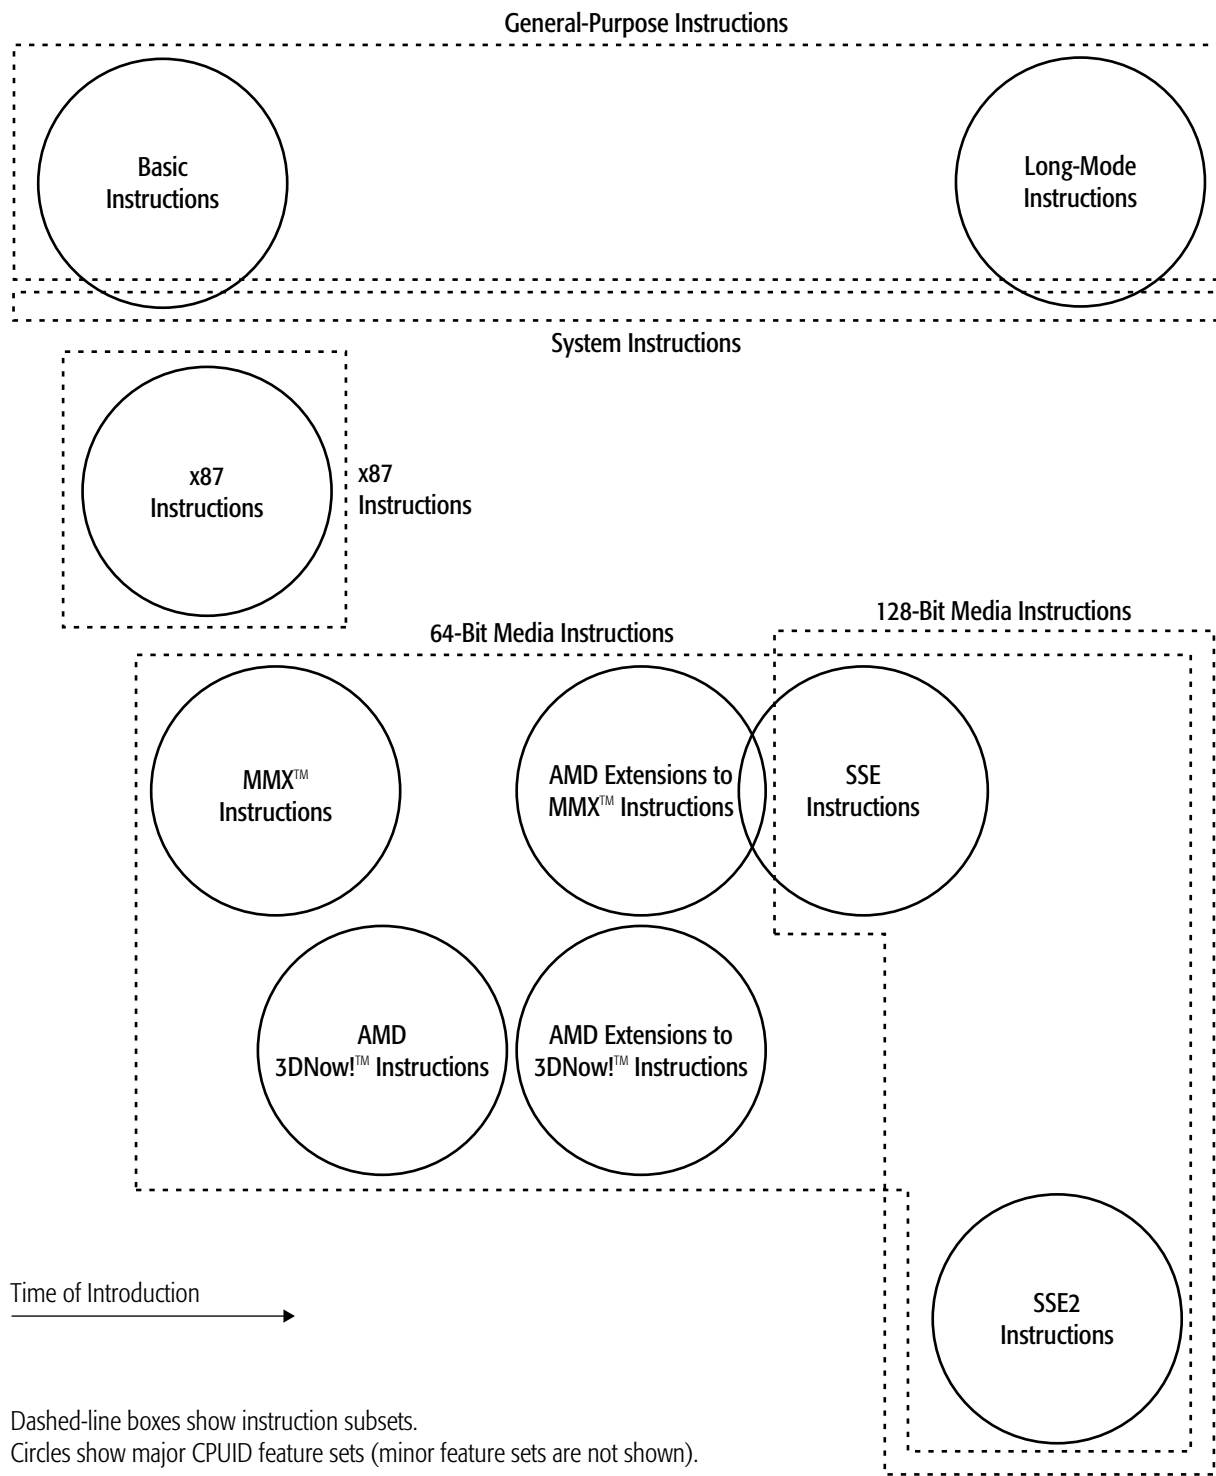 General-Purpose Instructions
Basic
Instructions
Long-Mode
Instructions
System Instructions
x87
Instructions
x87
Instructions
128-Bit Media Instructions
64-Bit Media Instructions
MMX™
Instructions
AMD Extensions to
MMX™ Instructions
SSE
Instructions
AMD
3DNow!™ Instructions
AMD Extensions to
3DNow!™ Instructions
Time of Introduction
SSE2
Instructions
Dashed-line boxes show instruction subsets.
Circles show major CPUID feature sets (minor feature sets are not shown).